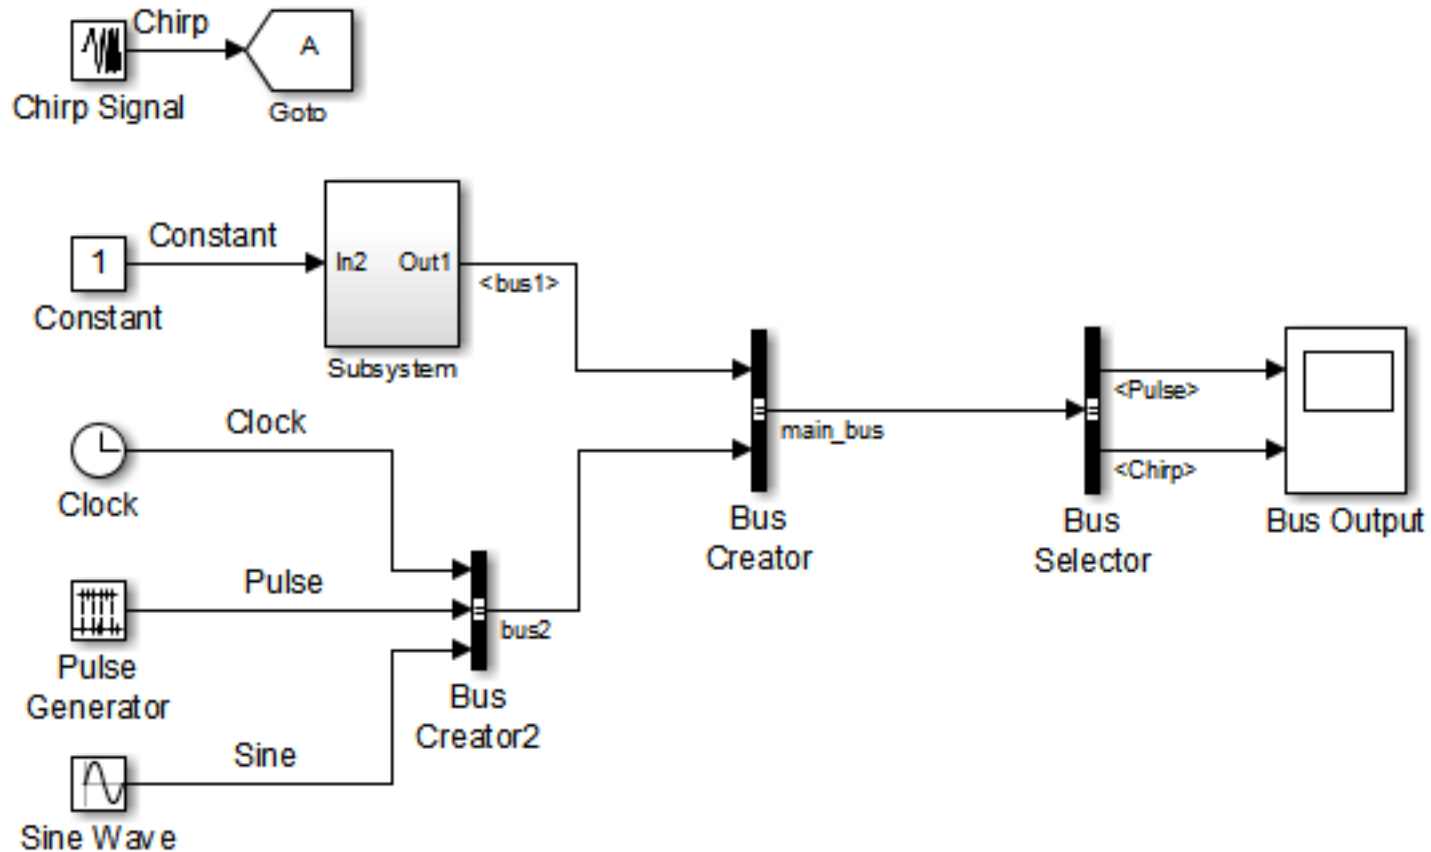 Chirp
A
Chirp Signal
Goto
Constant
1
In2
Out1
<bus1>
Constant
Subsystem
Clock
Clock
Pulse
Pulse
Generator
bus2
Bus
Creator2
Sine
Sine Wave
main_bus
Bus
Creator
<Pulse>
<Chirp>
Bus
Selector
Bus Output